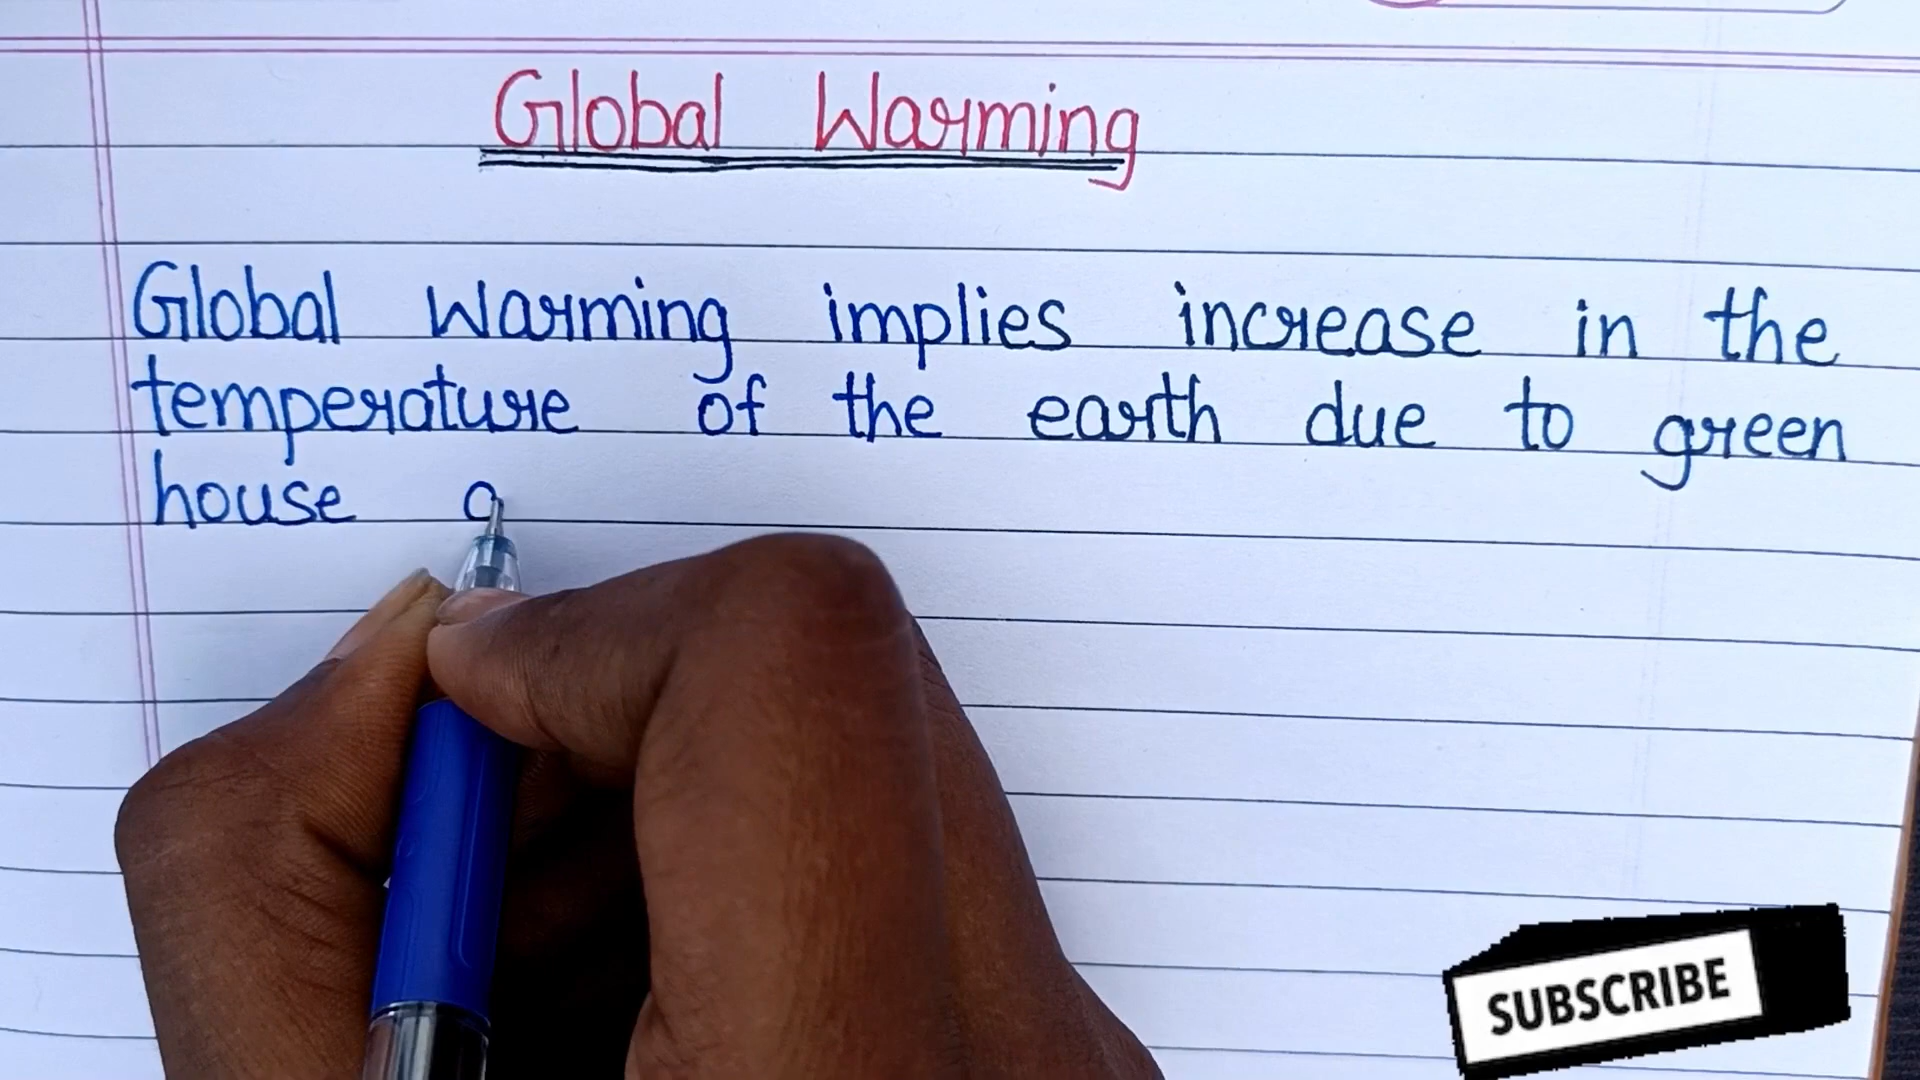 Global Warming
Global Warming implies increase in the
temperature of the earth due to green
house
SUBSCRIBE